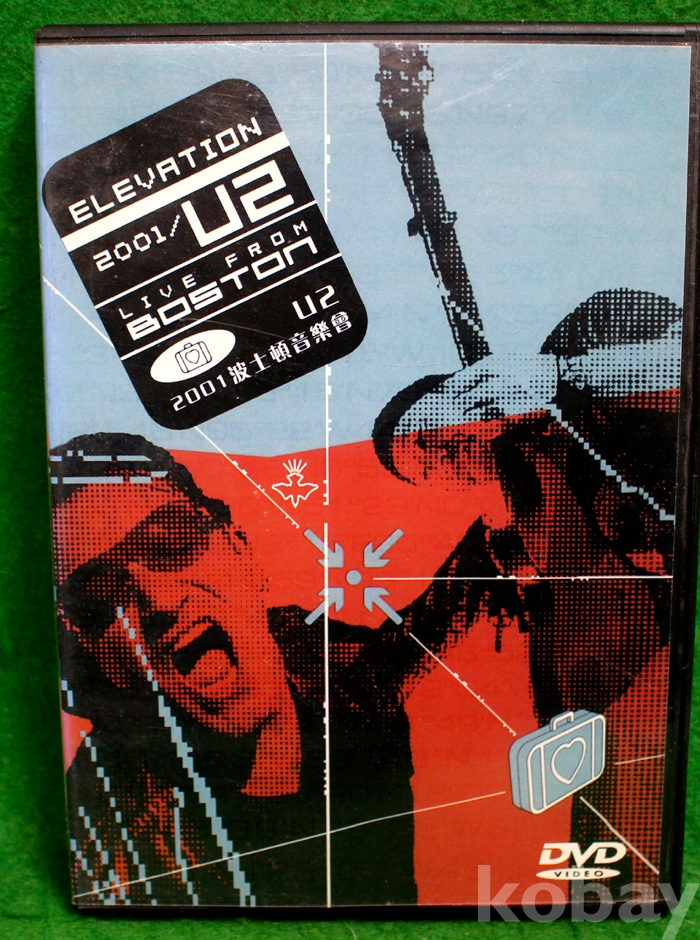 ELEVATION
2001/U2
LIVE FROM
BOSTON
U2
2001波士頓音樂會
DVD
VIDEO
kobay